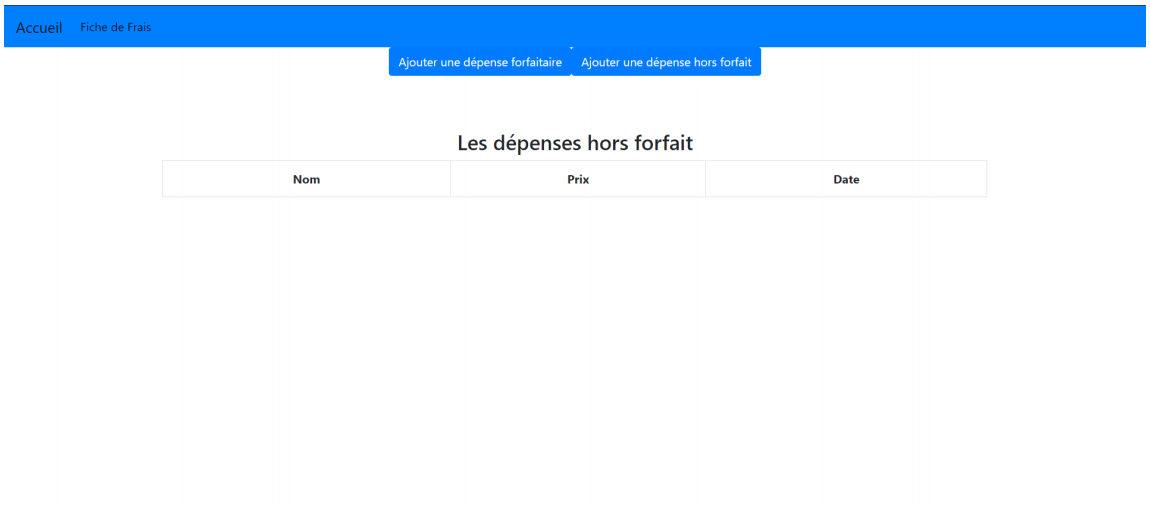 Accueil Fiche de Frais
Ajouter une dépense forfaitaire Ajouter une dépense hors forfait
Les dépenses hors forfait
Nom Prix Date